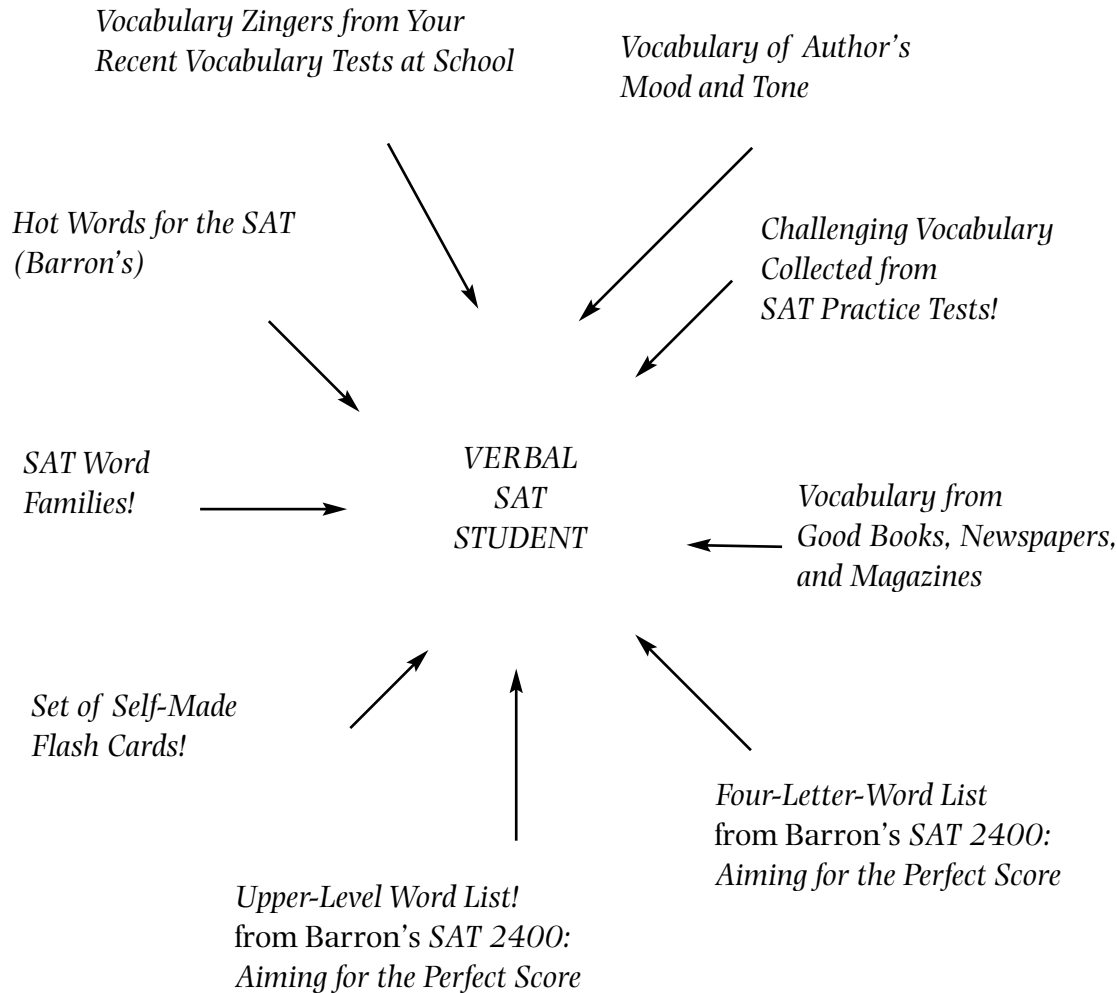 Vocabulary Zingers from Your
Recent Vocabulary Tests at School
Vocabulary of Author's
Mood and Tone
Hot Words for the SAT
(Barron's)
Challenging Vocabulary
Collected from
SAT Practice Tests!
SAT Word
Families!
VERBAL
SAT
STUDENT
Vocabulary from
Good Books, Newspapers,
and Magazines
Set of Self-Made
Flash Cards!
Four-Letter-Word List
from Barron's SAT 2400:
Aiming for the Perfect Score
Upper-Level Word List!
from Barron's SAT 2400:
Aiming for the Perfect Score